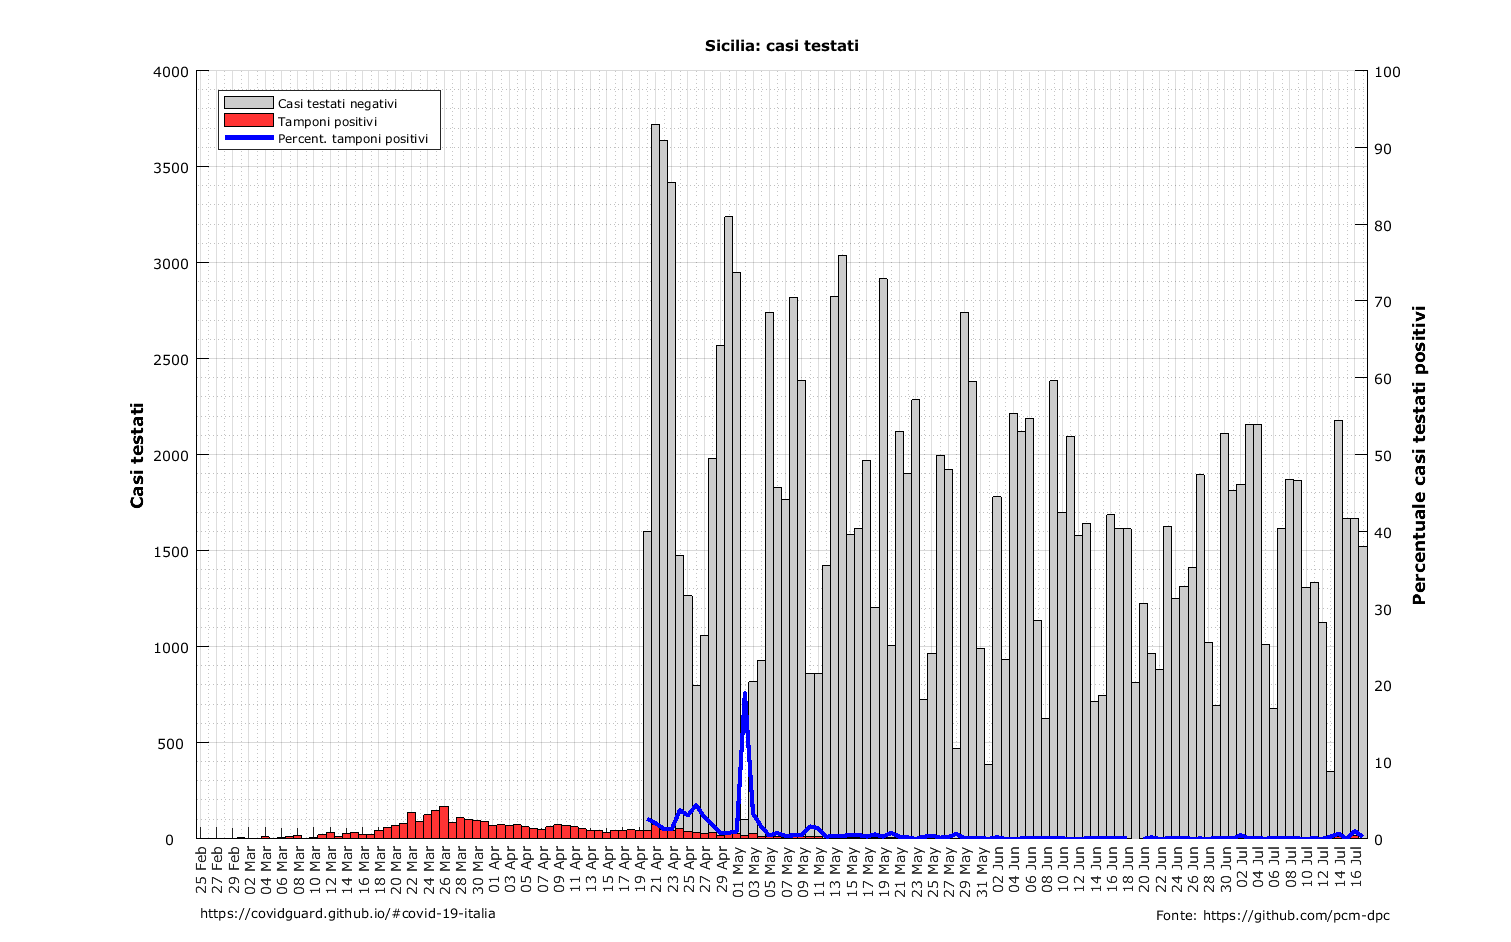 Sicilia: casi testati
Casi testati negativi
Tamponi positivi
Percent. tamponi positivi
Casi testati
4000
3500
3000
2500
2000
1500
1000
500
0
Percentuale casi testati positivi
100
90
80
70
60
50
40
30
20
10
0
25 Feb
27 Feb
29 Feb
02 Mar
04 Mar
06 Mar
08 Mar
10 Mar
12 Mar
14 Mar
16 Mar
18 Mar
20 Mar
22 Mar
24 Mar
26 Mar
28 Mar
30 Mar
01 Apr
03 Apr
05 Apr
07 Apr
09 Apr
11 Apr
13 Apr
15 Apr
17 Apr
19 Apr
21 Apr
23 Apr
25 Apr
27 Apr
29 Apr
01 May
03 May
05 May
07 May
09 May
11 May
13 May
15 May
17 May
19 May
21 May
23 May
25 May
27 May
29 May
31 May
02 Jun
04 Jun
06 Jun
08 Jun
10 Jun
12 Jun
14 Jun
16 Jun
18 Jun
20 Jun
22 Jun
24 Jun
26 Jun
28 Jun
30 Jun
02 Jul
04 Jul
06 Jul
08 Jul
10 Jul
12 Jul
14 Jul
16 Jul
https://covidguard.github.io/#covid-19-italia
Fonte: https://github.com/pcm-dpc